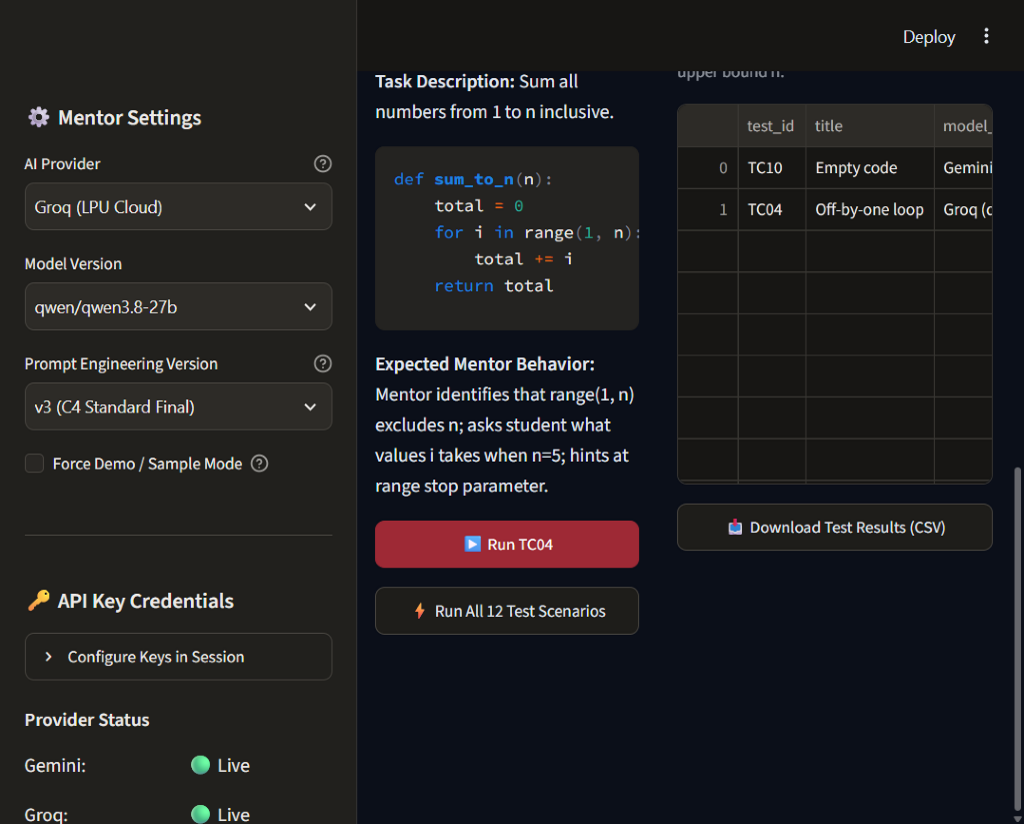 Deploy
Mentor Settings
AI Provider
Groq (LPU Cloud)
Model Version
qwen/qwen3.8-27b
Prompt Engineering Version
v3 (C4 Standard Final)
Force Demo / Sample Mode
API Key Credentials
Configure Keys in Session
Provider Status
Gemini: Live
Groq: Live
Task Description: Sum all
numbers from 1 to n inclusive.
def sum_to_n(n):
    total = 0
    for i in range(1, n):
        total += i
    return total
Expected Mentor Behavior:
Mentor identifies that range(1, n)
excludes n; asks student what
values i takes when n=5; hints at
range stop parameter.
Run TC04
Run All 12 Test Scenarios
upper bound n.
test_id title model_
0 TC10 Empty code Gemini
1 TC04 Off-by-one loop Groq (c
Download Test Results (CSV)